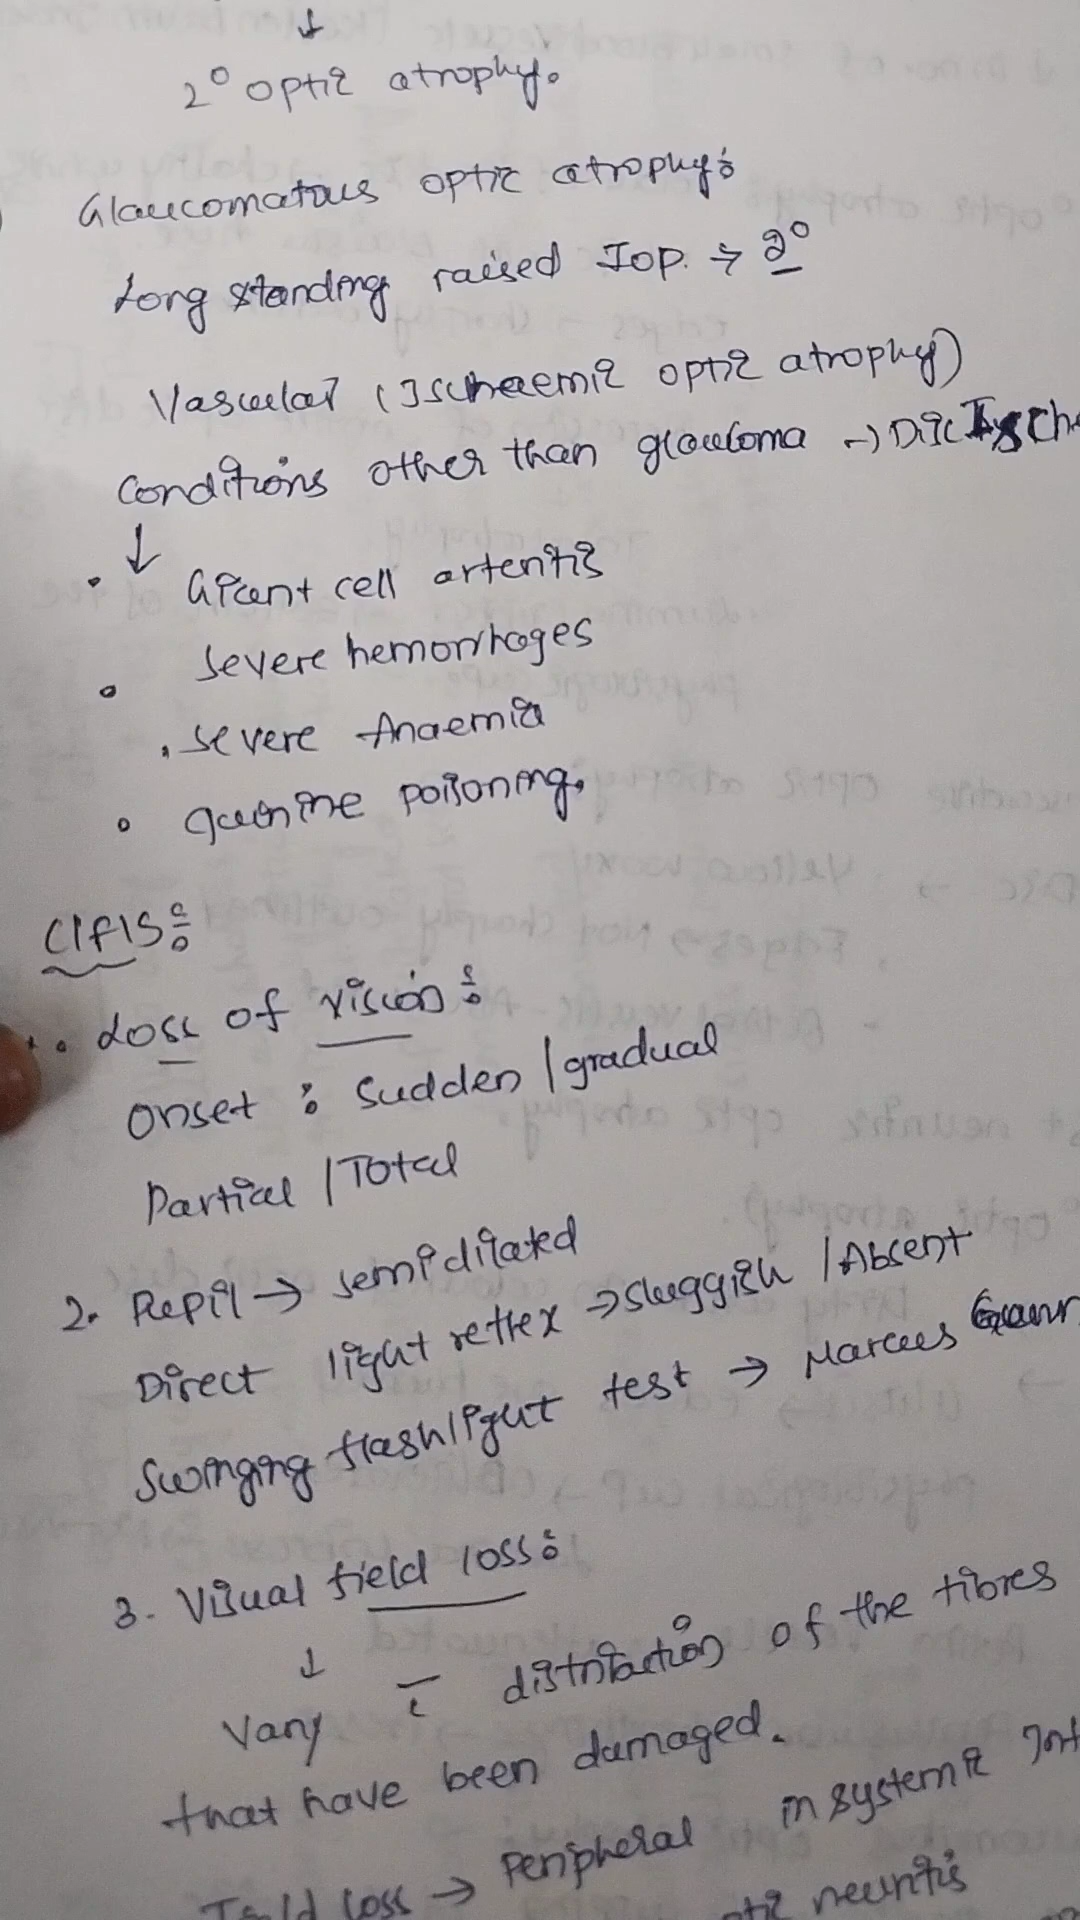 ↓
2° optic atrophy.
Glaucomatous optic atrophy:
Long standing raised IOP. → 2°
Vascular (Ischaemic optic atrophy)
Conditions other than glaucoma → Disc Ische
↓
• Giant cell arteritis
• Severe hemorrhages
• Severe Anaemia
• Quinine poisoning.
C/F/S:
1. Loss of vision:
Onset : Sudden / gradual
Partial / Total
2. Pupil → Semidilated
Direct light reflex → Sluggish / Absent
Swinging flashlight test → Marcus Gunn
3. Visual field loss:
↓
Vary c̄ distribution of the fibres
that have been damaged.
Field loss → Peripheral in systemic Inf
neuritis